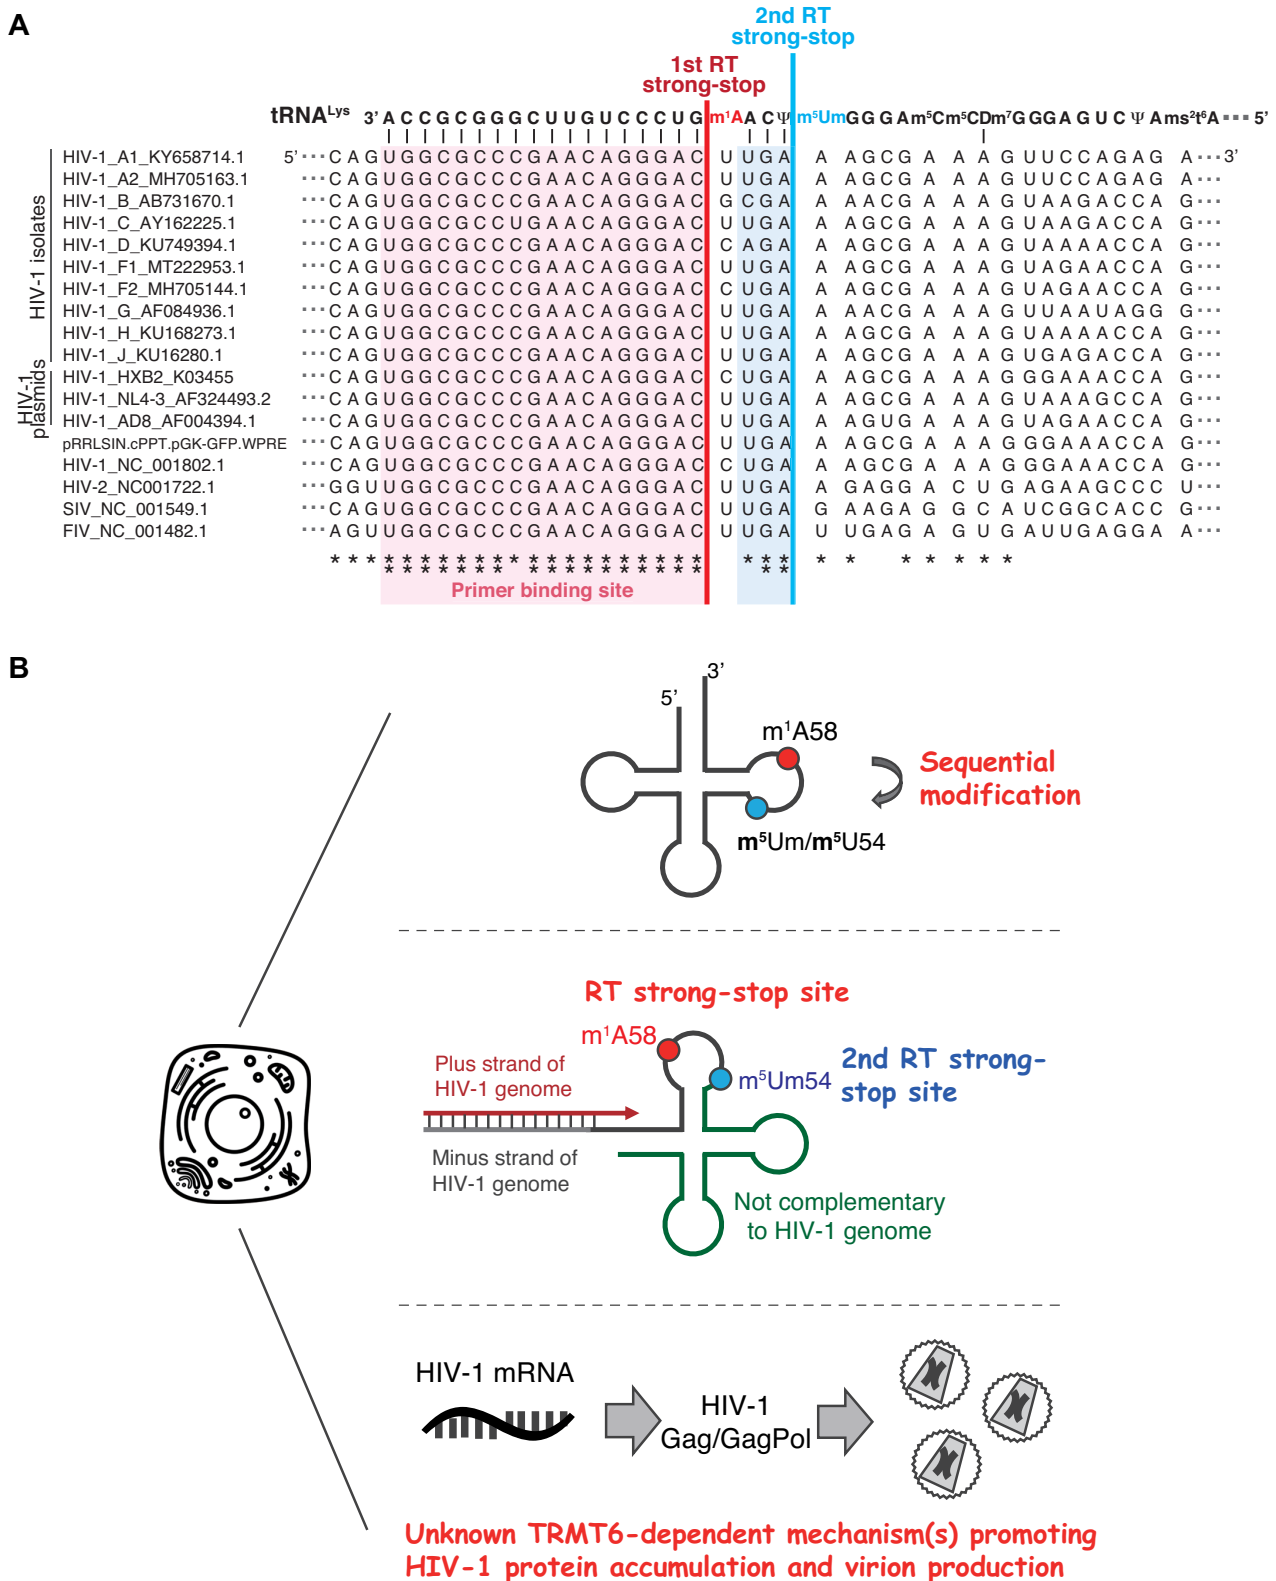 A
2nd RT
strong-stop
1st RT
strong-stop
tRNA^Lys 3’ A C C G C G G G C U U G U C C C U G m¹A A C Ψ m⁵Um G G G A m⁵C m⁵C D m⁷G G G A G U C Ψ A ms²t⁶A ··· 5’
HIV-1 isolates
HIV-1_A1_KY658714.1 5’ ··· C A G U G G C G C C C G A A C A G G G A C U U G A A A G C G A A A G U U C C A G A G A ··· 3’
HIV-1_A2_MH705163.1 ··· C A G U G G C G C C C G A A C A G G G A C U U G A A A G C G A A A G U U C C A G A G A ···
HIV-1_B_AB731670.1 ··· C A G U G G C G C C C G A A C A G G G A C G C G A A A A C G A A A G U A A A C C A G ···
HIV-1_C_AY162225.1 ··· C A G U G G C G C C U G A A C A G G G A C U U G A A A G C G A A A G U A A A C C A G ···
HIV-1_D_KU749394.1 ··· C A G U G G C G C C C G A A C A G G G A C C A G A A A G C G A A A G U A A A C C A G ···
HIV-1_F1_MT222953.1 ··· C A G U G G C G C C C G A A C A G G G A C U U G A A A G C G A A A G U A G A A C C A G ···
HIV-1_F2_MH705144.1 ··· C A G U G G C G C C C G A A C A G G G A C C U G A A A G C G A A A G U A G A A C C A G ···
HIV-1_G_AF084936.1 ··· C A G U G G C G C C C G A A C A G G G A C U U G A A A A C G A A A G U U A A U A G G G ···
HIV-1_H_KU168273.1 ··· C A G U G G C G C C C G A A C A G G G A C U U G A A A G C G A A A G U A A A A C C A G ···
HIV-1_J_KU16280.1 ··· C A G U G G C G C C C G A A C A G G G A C U U G A A A G C G A A A G U G A G A C C A G ···
HIV-1
plasmids
HIV-1_HXB2_K03455 ··· C A G U G G C G C C C G A A C A G G G A C C U G A A A G C G A A A G G G A A A C C A G ···
HIV-1_NL4-3_AF324493.2 ··· C A G U G G C G C C C G A A C A G G G A C U U G A A A G C G A A A G U A A A G C C A G ···
HIV-1_AD8_AF004394.1 ··· C A G U G G C G C C C G A A C A G G G A C U U G A A A G U G A A A G U A G A A C C A G ···
pRRLSIN.cPPT.pGK-GFP.WPRE ··· C A G U G G C G C C C G A A C A G G G A C U U G A A A G C G A A A G G G A A A C C A G ···
HIV-1_NC_001802.1 ··· C A G U G G C G C C C G A A C A G G G A C C U G A A A G C G A A A G G G A A A C C A G ···
HIV-2_NC001722.1 ··· G G U U G G C G C C C G A A C A G G G A C U U G A A G A G G A C U G A G A A G C C C U ···
SIV_NC_001549.1 ··· C A G U G G C G C C C G A A C A G G G A C U U G A G A A G A G G C A U C G G A C C G ···
FIV_NC_001482.1 ··· A G U U G G C G C C C G A A C A G G G A C U U G A U U G A G A G U G A U U G A G G A A ···
* * * * * * * * * * * * * * * * * * * * * * * * * * * * * *
* * * * * * * * * * * * * * * * * *
Primer binding site
B
3’
5’
m¹A58
Sequential
modification
m⁵Um/m⁵U54
RT strong-stop site
m¹A58
2nd RT strong-
stop site
m⁵Um54
Plus strand of
HIV-1 genome
Minus strand of
HIV-1 genome
Not complementary
to HIV-1 genome
HIV-1 mRNA
HIV-1
Gag/GagPol
Unknown TRMT6-dependent mechanism(s) promoting
HIV-1 protein accumulation and virion production